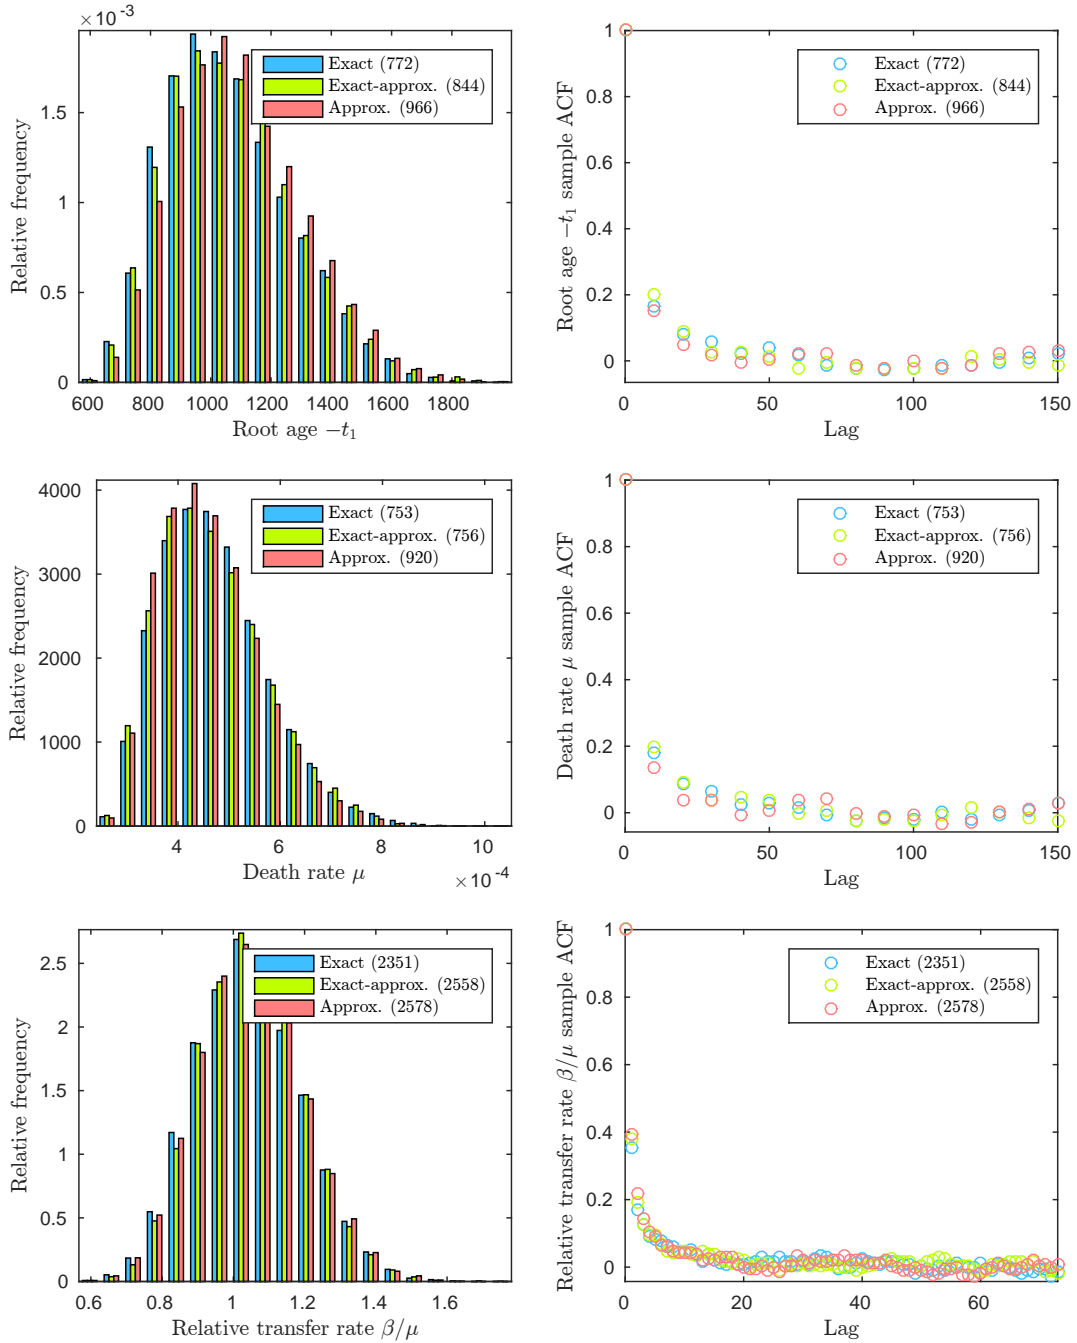 ×10⁻³
1.5
1
0.5
0
Relative frequency
Exact (772)
Exact-approx. (844)
Approx. (966)
600 800 1000 1200 1400 1600 1800
Root age −t₁
1
0.8
0.6
0.4
0.2
0
Root age −t₁ sample ACF
Exact (772)
Exact-approx. (844)
Approx. (966)
0 50 100 150
Lag
4000
3000
2000
1000
0
Relative frequency
Exact (753)
Exact-approx. (756)
Approx. (920)
4 6 8 10
×10⁻⁴
Death rate μ
1
0.8
0.6
0.4
0.2
0
Death rate μ sample ACF
Exact (753)
Exact-approx. (756)
Approx. (920)
0 50 100 150
Lag
2.5
2
1.5
1
0.5
0
Relative frequency
Exact (2351)
Exact-approx. (2558)
Approx. (2578)
0.6 0.8 1 1.2 1.4 1.6
Relative transfer rate β/μ
1
0.8
0.6
0.4
0.2
0
Relative transfer rate β/μ sample ACF
Exact (2351)
Exact-approx. (2558)
Approx. (2578)
0 20 40 60
Lag